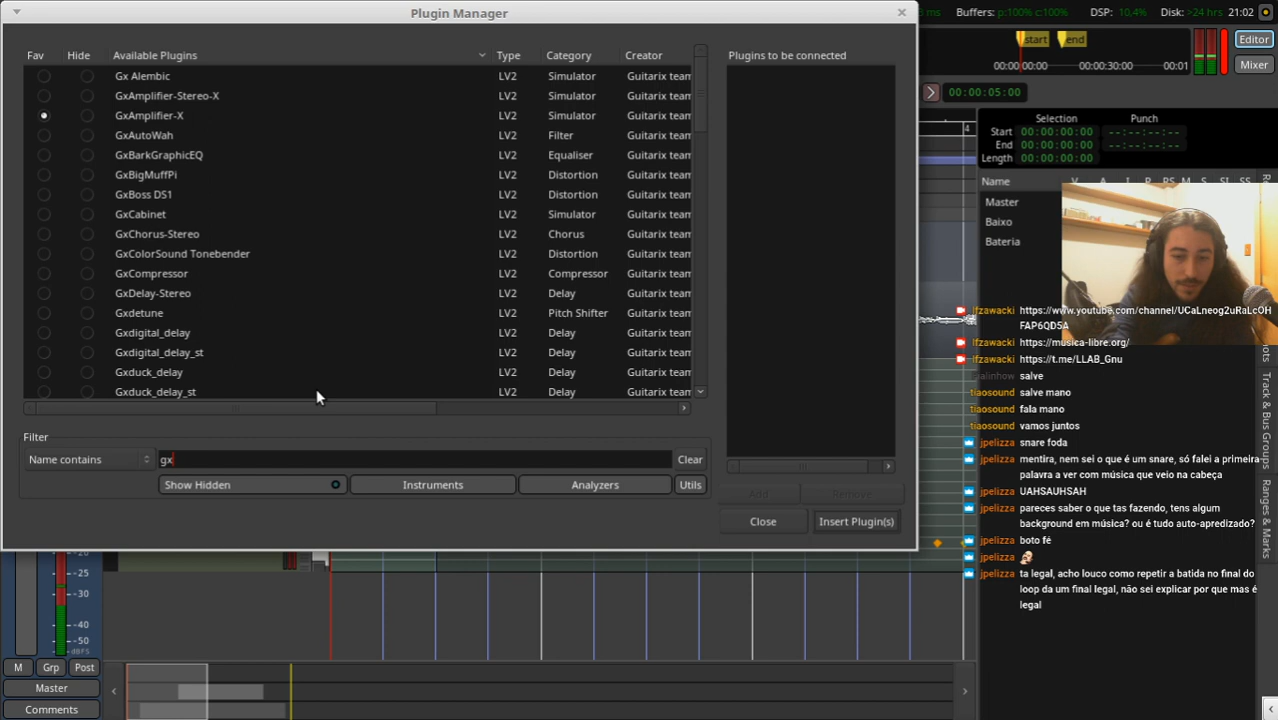 Plugin Manager
Buffers: p:100% c:100% DSP: 10,4% Disk: >24 hrs 21:02
Fav Hide Available Plugins Type Category Creator
Gx Alembic LV2 Simulator Guitarix team
GxAmplifier-Stereo-X LV2 Simulator Guitarix team
GxAmplifier-X LV2 Simulator Guitarix team
GxAutoWah LV2 Filter Guitarix team
GxBarkGraphicEQ LV2 Equaliser Guitarix team
GxBigMuffPi LV2 Distortion Guitarix team
GxBoss DS1 LV2 Distortion Guitarix team
GxCabinet LV2 Simulator Guitarix team
GxChorus-Stereo LV2 Chorus Guitarix team
GxColorSound Tonebender LV2 Distortion Guitarix team
GxCompressor LV2 Compressor Guitarix team
GxDelay-Stereo LV2 Delay Guitarix team
Gxdetune LV2 Pitch Shifter Guitarix team
Gxdigital_delay LV2 Delay Guitarix team
Gxdigital_delay_st LV2 Delay Guitarix team
Gxduck_delay LV2 Delay Guitarix team
Gxduck_delay_st LV2 Delay Guitarix team
Plugins to be connected
Filter
Name contains gx Clear
Show Hidden Instruments Analyzers Utils
Add Remove
Close Insert Plugin(s)
start end
00:00:00:00 00:00:30:00 00:01
Editor
Mixer
00:00:05:00
4
Selection Punch
Start 00:00:00:00 --:--:--:--
End 00:00:00:00 --:--:--:--
Length 00:00:00:00
Name V A I R PS M S SI SS
Master
Baixo
Bateria
Track & Bus Groups
Ranges & Marks
lfzawacki https://www.youtube.com/channel/UCaLneog2uRaLcOH
FAP6QD5A
lfzawacki https://musica-libre.org/
lfzawacki https://t.me/LLAB_Gnu
salve
tiaosound salve mano
tiaosound fala mano
tiaosound vamos juntos
jpelizza snare foda
jpelizza mentira, nem sei o que é um snare, só falei a primeira
palavra a ver com música que veio na cabeça
jpelizza UAHSAUHSAH
jpelizza pareces saber o que tas fazendo, tens algum
background em música? ou é tudo auto-apredizado?
jpelizza boto fé
jpelizza
jpelizza ta legal, acho louco como repetir a batida no final do
loop da um final legal, não sei explicar por que mas é
legal
-20
-25
-30
-40
-50
dBFS
M Grp Post
Master
Comments